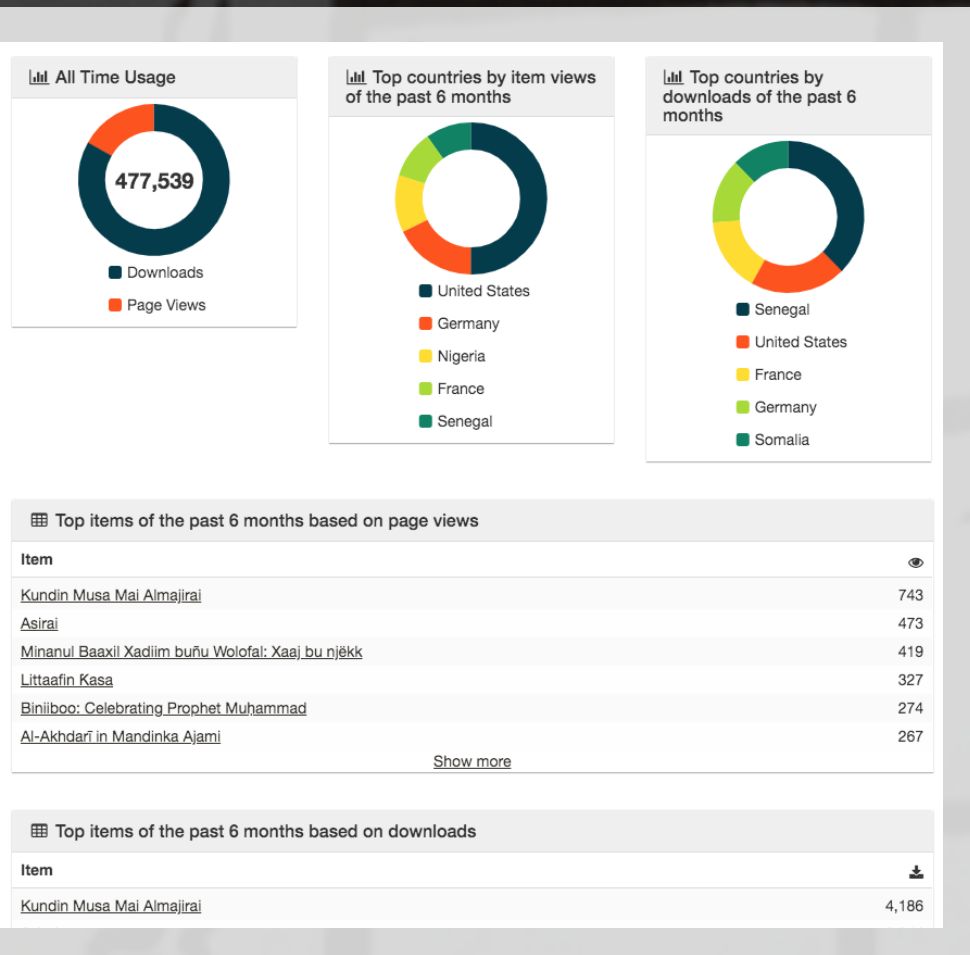 All Time Usage
477,539
Downloads
Page Views
Top countries by item views
of the past 6 months
United States
Germany
Nigeria
France
Senegal
Top countries by
downloads of the past 6
months
Senegal
United States
France
Germany
Somalia
Top items of the past 6 months based on page views
Item
Kundin Musa Mai Almajirai 743
Asirai 473
Minanul Baaxil Xadiim buñu Wolofal: Xaaj bu njëkk 419
Littaafin Ƙasa 327
Biniiboo: Celebrating Prophet Muḥammad 274
Al-Akhdarī in Mandinka Ajami 267
Show more
Top items of the past 6 months based on downloads
Item
Kundin Musa Mai Almajirai 4,186